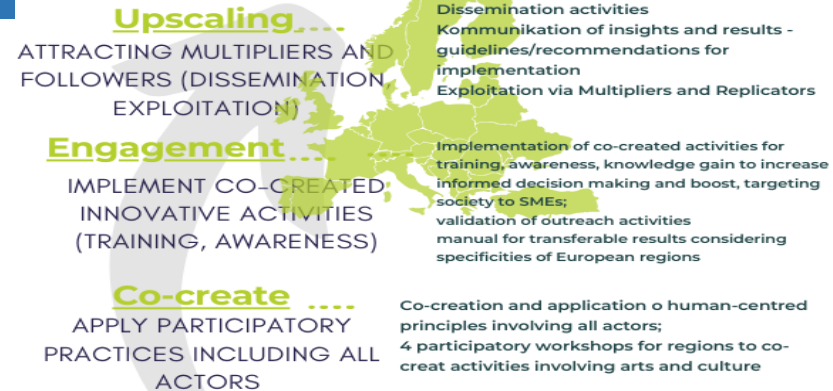 Upscaling....
ATTRACTING MULTIPLIERS AND
FOLLOWERS (DISSEMINATION,
EXPLOITATION)
Dissemination activities
Kommunikation of insights and results -
guidelines/recommendations for
implementation
Exploitation via Multipliers and Replicators
Engagement....
IMPLEMENT CO-CREATED
INNOVATIVE ACTIVITIES
(TRAINING, AWARENESS)
Implementation of co-created activities for
training, awareness, knowledge gain to increase
informed decision making and boost, targeting
society to SMEs;
validation of outreach activities
manual for transferable results considering
specificities of European regions
Co-create ....
APPLY PARTICIPATORY
PRACTICES INCLUDING ALL
ACTORS
Co-creation and application o human-centred
principles involving all actors;
4 participatory workshops for regions to co-
creat activities involving arts and culture